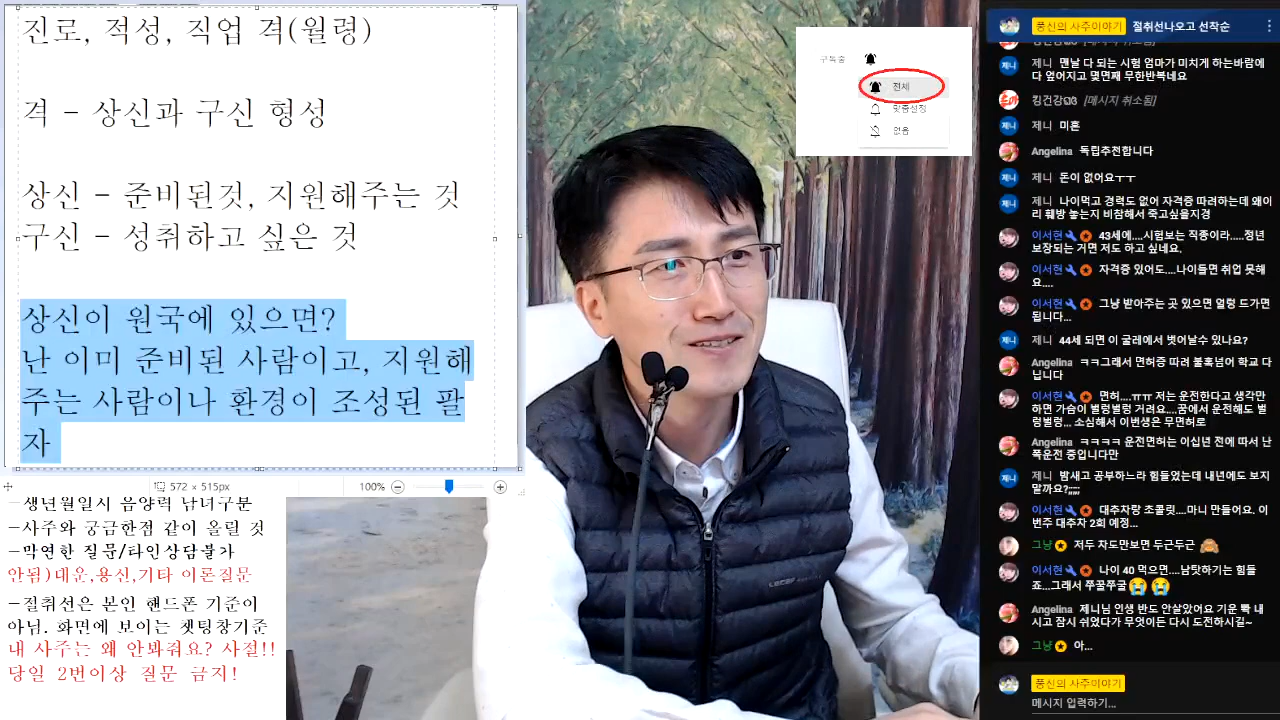 진로, 적성, 직업 격(월령)
격 - 상신과 구신 형성
상신 - 준비된것, 지원해주는 것
구신 - 성취하고 싶은 것
상신이 원국에 있으면?
난 이미 준비된 사람이고, 지원해
주는 사람이나 환경이 조성된 팔
자
572 × 515px
100%
-생년월일시 음양력 남녀구분
-사주와 궁금한점 같이 올릴 것
-막연한 질문/타인상담불가
안됨)대운,용신,기타 이론질문
-절취선은 본인 핸드폰 기준이
아님. 화면에 보이는 챗팅창기준
내 사주는 왜 안봐줘요? 사절!!
당일 2번이상 질문 금지!
구독중
전체
맞춤설정
없음
풍신의 사주이야기 절취선나오고 선착순
제니 맨날 다 되는 시험 엄마가 미치게 하는바람에
다 엎어지고 몇면째 무한반복네요
[메시지 취소됨]
제니 미혼
Angelina 독립추천합니다
제니 돈이 없어요ㅜㅜ
제니 나이먹고 경력도 없어 자격증 따려하는데 왜이
리 훼방 놓는지 비참해서 죽고싶을지경
이서현 43세에....시험보는 직종이라.....정년
보장되는 거면 저도 하고 싶네요.
이서현 자격증 있어도....나이들면 취업 못해
요....
이서현 그냥 받아주는 곳 있으면 얼렁 드가면
됩니다...
제니 44세 되면 이 굴레에서 벗어날수 있나요?
Angelina ㅋㅋ그래서 면허증 따려 불혹넘어 학교 다
닙니다
이서현 면허....ㅠㅠ 저는 운전한다고 생각만
하면 가슴이 벌렁벌렁 거려요....꿈에서 운전해도 벌
렁벌렁... 소심해서 이번생은 무면허로
Angelina ㅋㅋㅋㅋ 운전면허는 이십년 전에 따서 난
폭운전 중입니다만
제니 밤새고 공부하느라 힘들었는데 내년에도 보지
말까요?;;;;
이서현 대추차랑 초콜릿....마니 만들어요. 이
번주 대추차 2회 예정...
그냥 저두 차도만보면 두근두근
이서현 나이 40 먹으면....남탓하기는 힘들
죠...그래서 쭈꿀쭈글
Angelina 제니님 인생 반도 안살았어요 기운 빡 내
시고 잠시 쉬었다가 무엇이든 다시 도전하시길~
그냥 아...
풍신의 사주이야기
메시지 입력하기...